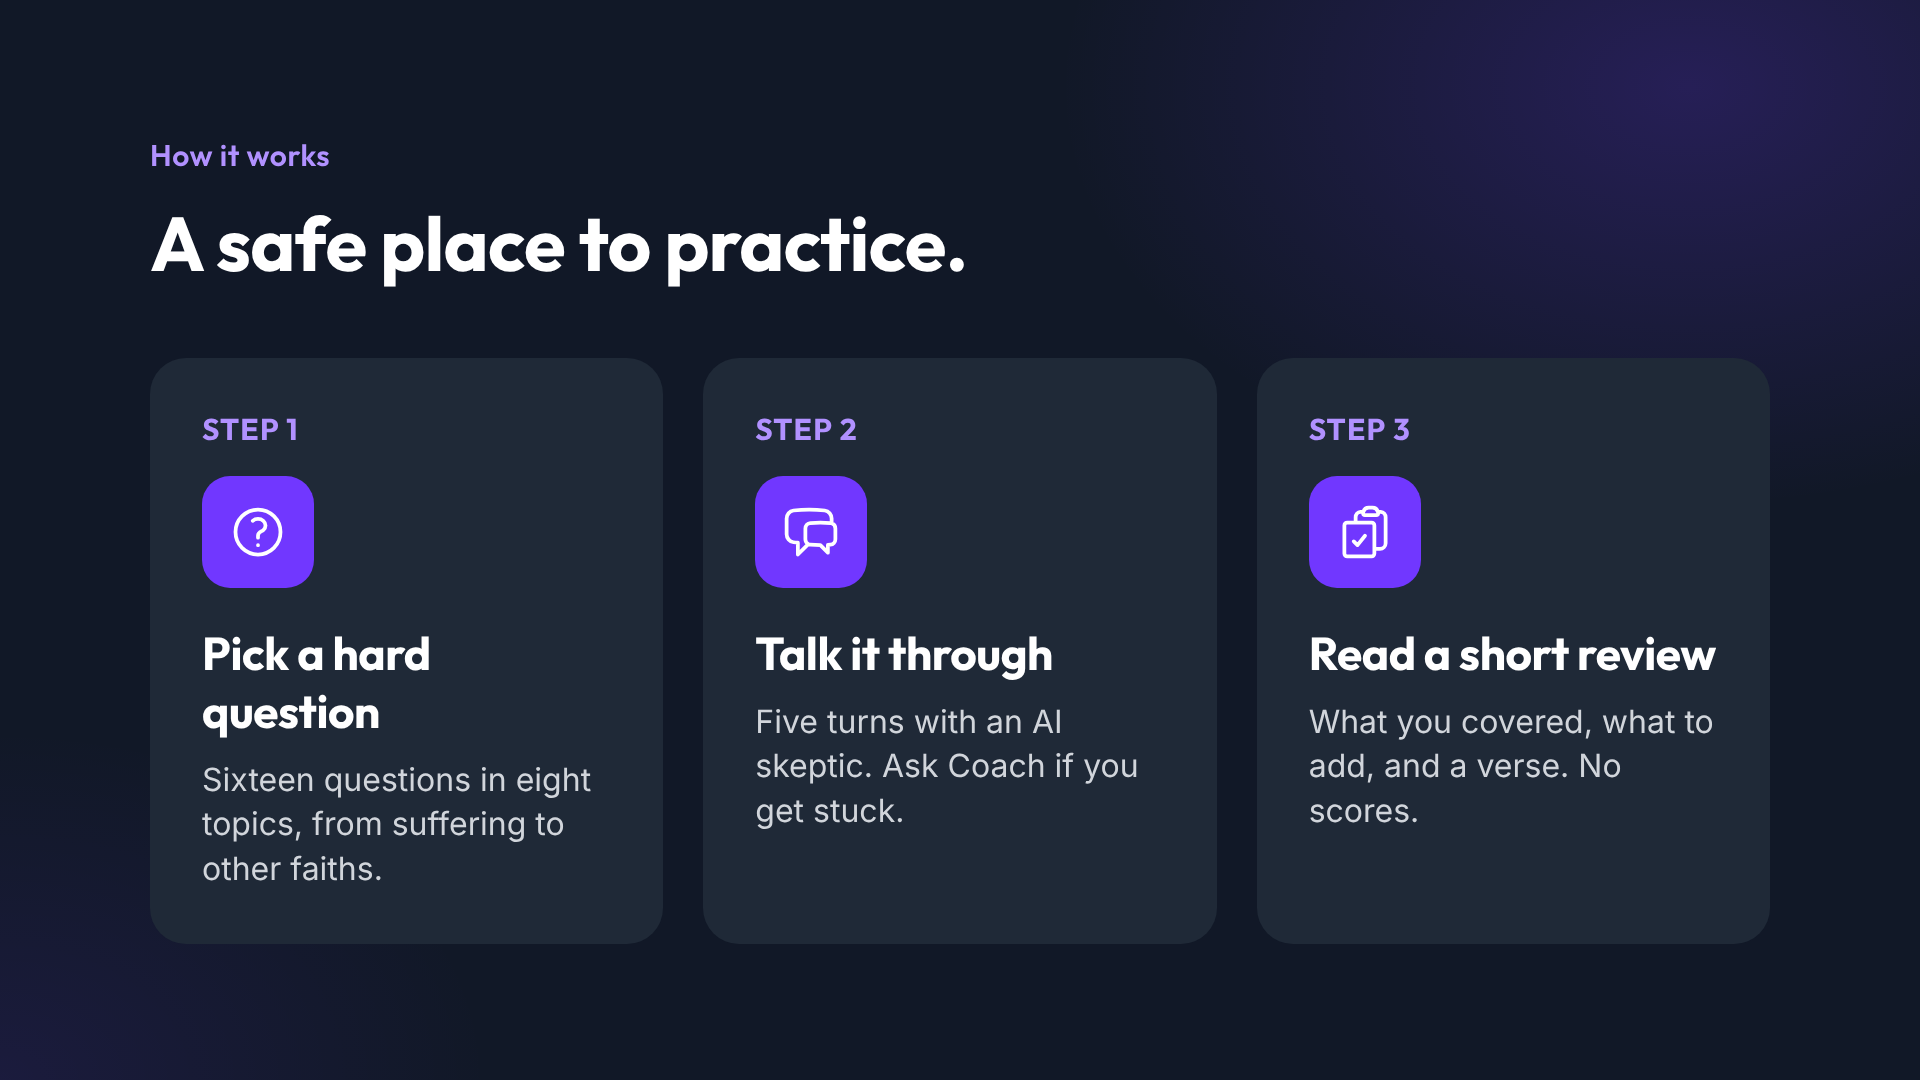 How it works
A safe place to practice.
STEP 1
Pick a hard
question
Sixteen questions in eight
topics, from suffering to
other faiths.
STEP 2
Talk it through
Five turns with an AI
skeptic. Ask Coach if you
get stuck.
STEP 3
Read a short review
What you covered, what to
add, and a verse. No
scores.